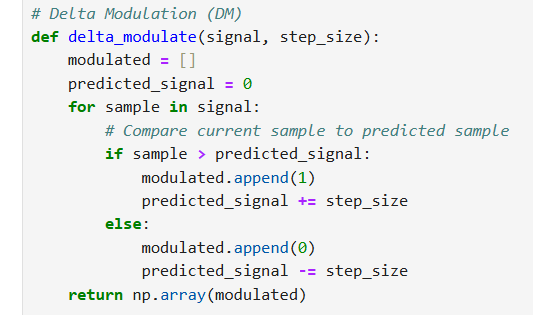 # Delta Modulation (DM)
def delta_modulate(signal, step_size):
    modulated = []
    predicted_signal = 0
    for sample in signal:
        # Compare current sample to predicted sample
        if sample > predicted_signal:
            modulated.append(1)
            predicted_signal += step_size
        else:
            modulated.append(0)
            predicted_signal -= step_size
    return np.array(modulated)